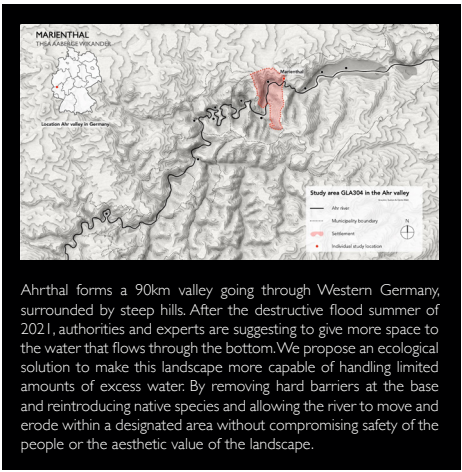 MARIENTHAL
THEA AABERGE WIKANDER
Location Ahr valley in Germany
Marienthal
Study area GLA304 in the Ahr valley
Ahr river
Municipality boundary
N
Settlement
Individual study location
Ahrthal forms a 90km valley going through Western Germany,
surrounded by steep hills. After the destructive flood summer of
2021, authorities and experts are suggesting to give more space to
the water that flows through the bottom. We propose an ecological
solution to make this landscape more capable of handling limited
amounts of excess water. By removing hard barriers at the base
and reintroducing native species and allowing the river to move and
erode within a designated area without compromising safety of the
people or the aesthetic value of the landscape.